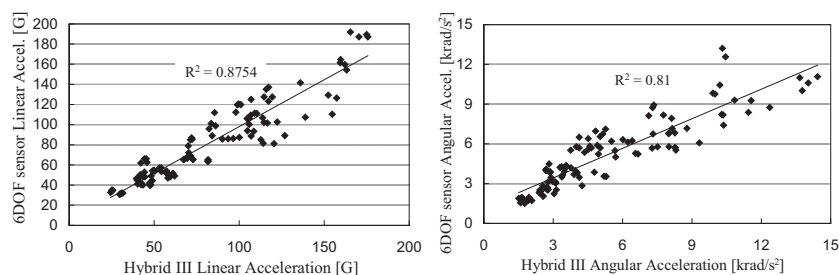 6DOF sensor Linear Accel. [G]
200
180
160
140
120
100
80
60
40
20
0
R² = 0.8754
0 50 100 150 200
Hybrid III Linear Acceleration [G]
6DOF sensor Angular Accel. [krad/s²]
15
12
9
6
3
0
R² = 0.81
0 3 6 9 12 15
Hybrid III Angular Acceleration [krad/s²]